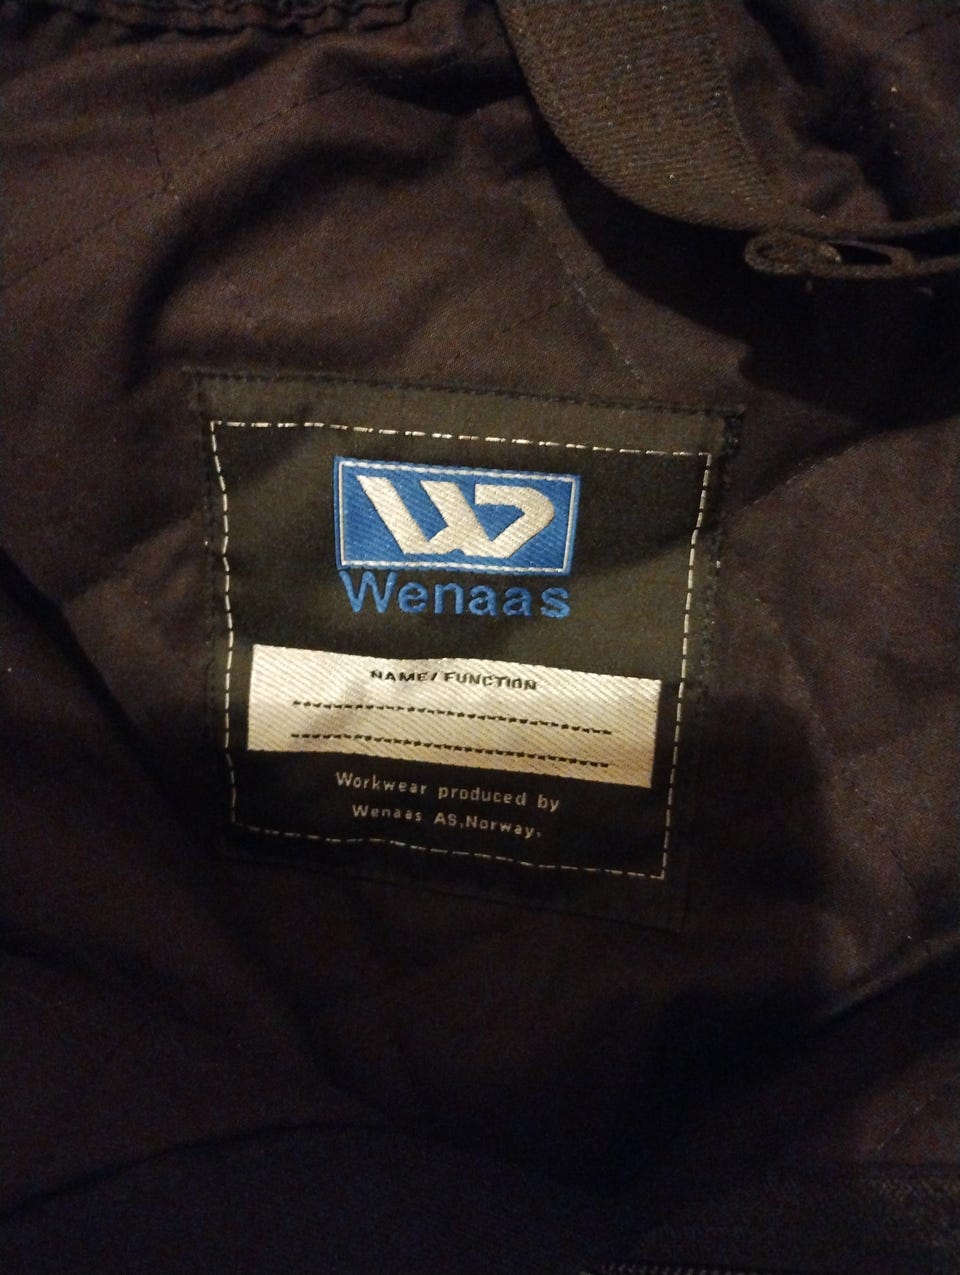 Wenaas
NAME/FUNCTION
Workwear produced by
Wenaas AS,Norway,